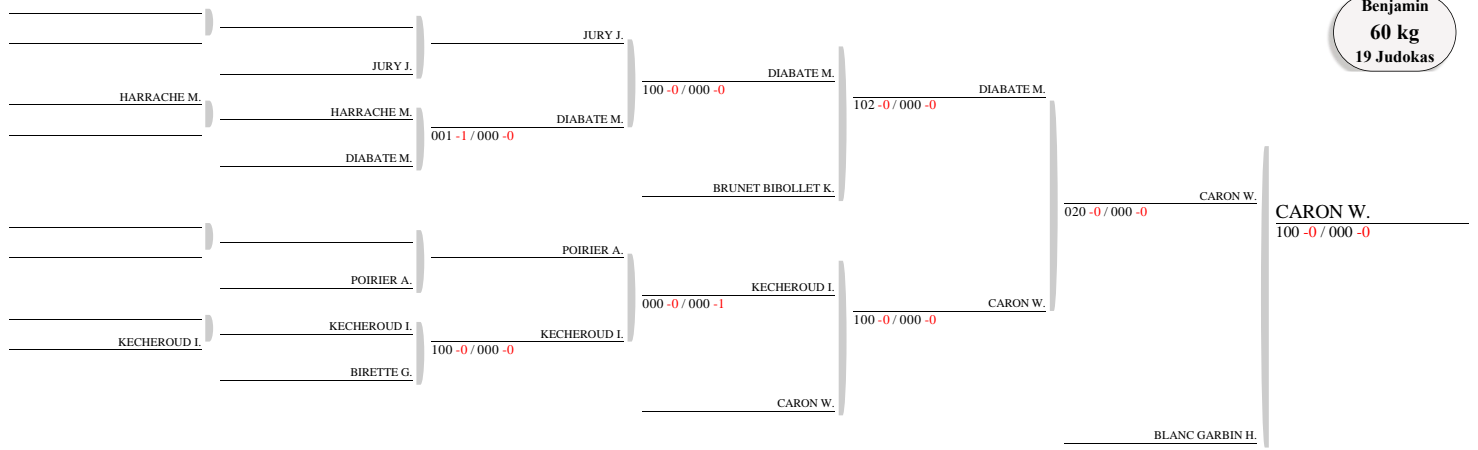 Benjamin
60 kg
19 Judokas
HARRACHE M.
KECHEROUD I.
JURY J.
HARRACHE M.
DIABATE M.
POIRIER A.
KECHEROUD I.
BIRETTE G.
JURY J.
DIABATE M.
001 -1 / 000 -0
POIRIER A.
KECHEROUD I.
100 -0 / 000 -0
DIABATE M.
100 -0 / 000 -0
BRUNET BIBOLLET K.
KECHEROUD I.
000 -0 / 000 -1
CARON W.
DIABATE M.
102 -0 / 000 -0
CARON W.
100 -0 / 000 -0
CARON W.
020 -0 / 000 -0
BLANC GARBIN H.
CARON W.
100 -0 / 000 -0